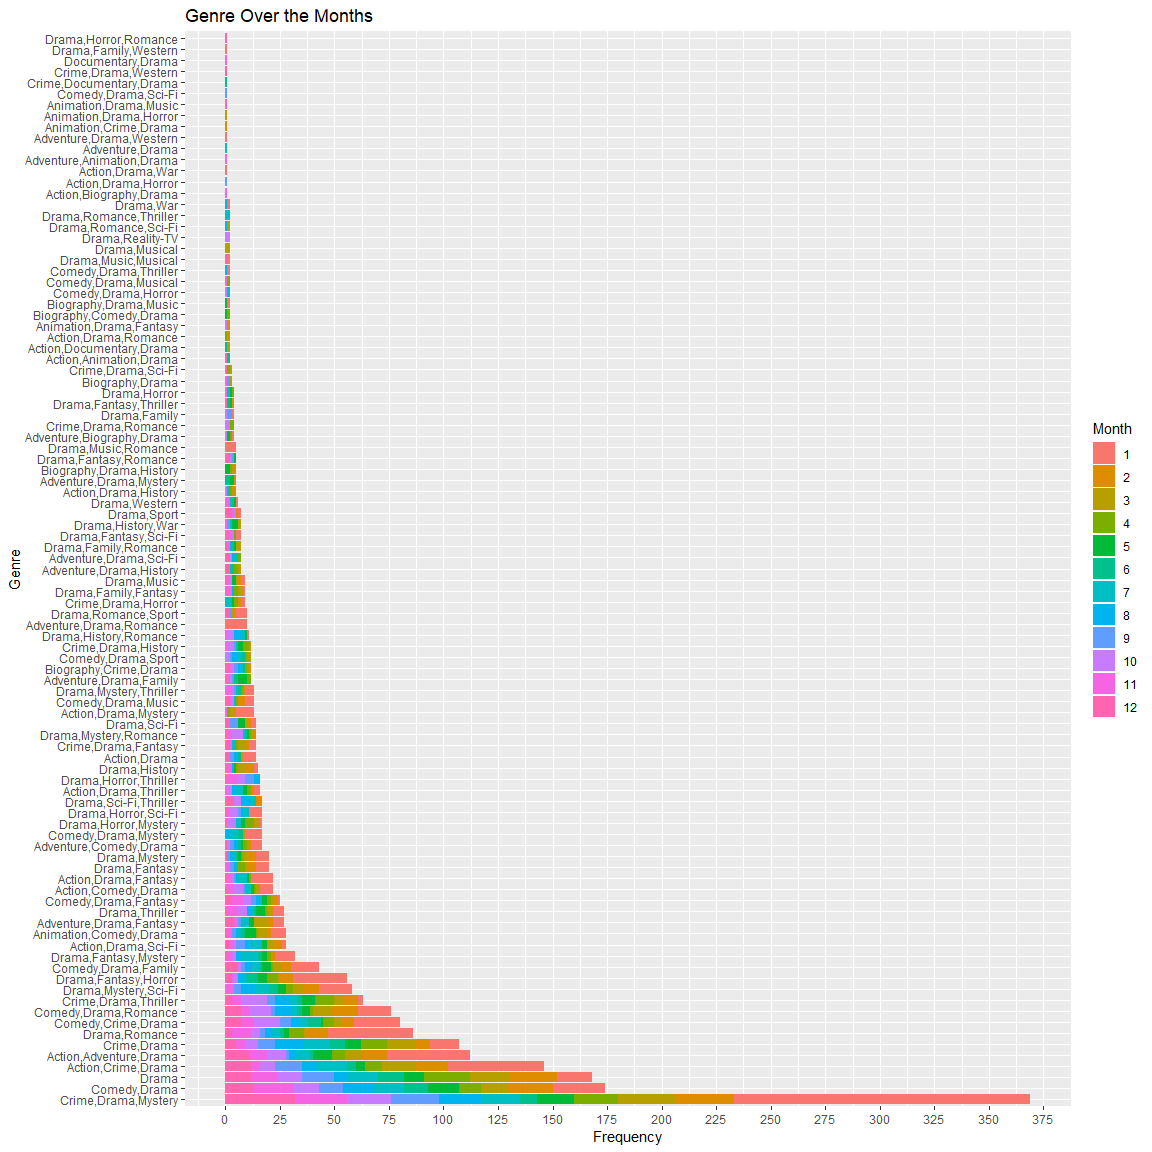 Genre Over the Months
Drama,Horror,Romance
Drama,Family,Western
Documentary,Drama
Crime,Drama,Western
Crime,Documentary,Drama
Comedy,Drama,Sci-Fi
Animation,Drama,Music
Animation,Drama,Horror
Animation,Crime,Drama
Adventure,Drama,Western
Adventure,Drama
Adventure,Animation,Drama
Action,Drama,War
Action,Drama,Horror
Action,Biography,Drama
Drama,War
Drama,Romance,Thriller
Drama,Romance,Sci-Fi
Drama,Reality-TV
Drama,Musical
Drama,Music,Musical
Comedy,Drama,Thriller
Comedy,Drama,Musical
Comedy,Drama,Horror
Biography,Drama,Music
Biography,Comedy,Drama
Animation,Drama,Fantasy
Action,Drama,Romance
Action,Documentary,Drama
Action,Animation,Drama
Crime,Drama,Sci-Fi
Biography,Drama
Drama,Horror
Drama,Fantasy,Thriller
Drama,Family
Crime,Drama,Romance
Adventure,Biography,Drama
Drama,Music,Romance
Drama,Fantasy,Romance
Biography,Drama,History
Adventure,Drama,Mystery
Action,Drama,History
Drama,Western
Drama,Sport
Drama,History,War
Drama,Fantasy,Sci-Fi
Drama,Family,Romance
Adventure,Drama,Sci-Fi
Adventure,Drama,History
Drama,Music
Drama,Family,Fantasy
Crime,Drama,Horror
Drama,Romance,Sport
Adventure,Drama,Romance
Drama,History,Romance
Crime,Drama,History
Comedy,Drama,Sport
Biography,Crime,Drama
Adventure,Drama,Family
Drama,Mystery,Thriller
Comedy,Drama,Music
Action,Drama,Mystery
Drama,Sci-Fi
Drama,Mystery,Romance
Crime,Drama,Fantasy
Action,Drama
Drama,History
Drama,Horror,Thriller
Action,Drama,Thriller
Drama,Sci-Fi,Thriller
Drama,Horror,Sci-Fi
Drama,Horror,Mystery
Comedy,Drama,Mystery
Adventure,Comedy,Drama
Drama,Mystery
Drama,Fantasy
Action,Drama,Fantasy
Action,Comedy,Drama
Comedy,Drama,Fantasy
Drama,Thriller
Adventure,Drama,Fantasy
Animation,Comedy,Drama
Action,Drama,Sci-Fi
Drama,Fantasy,Mystery
Comedy,Drama,Family
Drama,Fantasy,Horror
Drama,Mystery,Sci-Fi
Crime,Drama,Thriller
Comedy,Drama,Romance
Comedy,Crime,Drama
Drama,Romance
Crime,Drama
Action,Adventure,Drama
Action,Crime,Drama
Drama
Comedy,Drama
Crime,Drama,Mystery
Genre
0 25 50 75 100 125 150 175 200 225 250 275 300 325 350 375
Frequency
Month
1
2
3
4
5
6
7
8
9
10
11
12